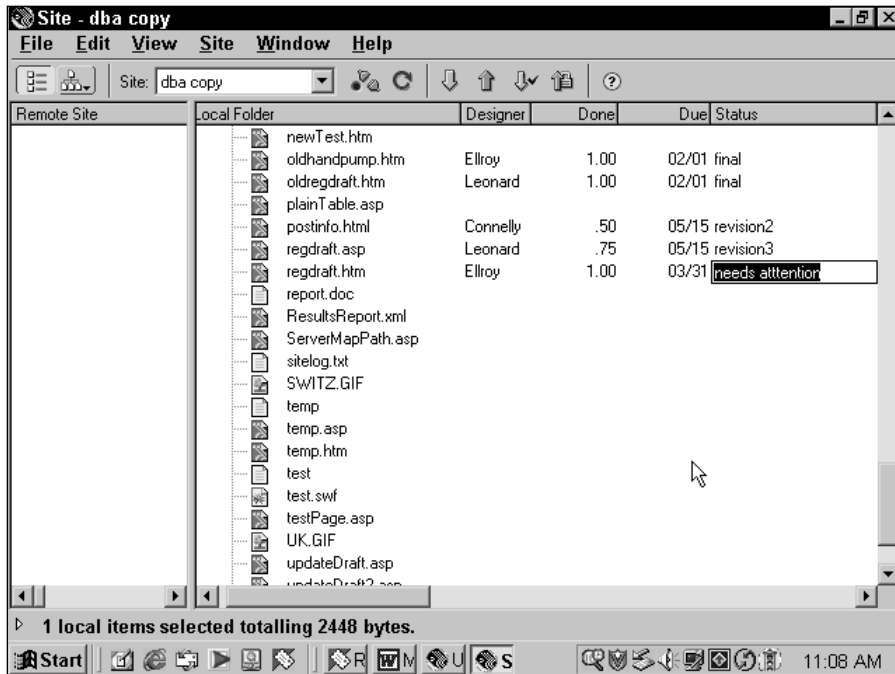 Site - dba copy
File Edit View Site Window Help
Site: dba copy
Remote Site Local Folder Designer Done Due Status
newTest.htm
oldhandpump.htm Ellroy 1.00 02/01 final
oldregdraft.htm Leonard 1.00 02/01 final
plainTable.asp
postinfo.html Connelly .50 05/15 revision2
regdraft.asp Leonard .75 05/15 revision3
regdraft.htm Ellroy 1.00 03/31 needs atttention
report.doc
ResultsReport.xml
ServerMapPath.asp
sitelog.txt
SWITZ.GIF
temp
temp.asp
temp.htm
test
test.swf
testPage.asp
UK.GIF
updateDraft.asp
updateDraft2.asp
1 local items selected totalling 2448 bytes.
Start R M U S 11:08 AM